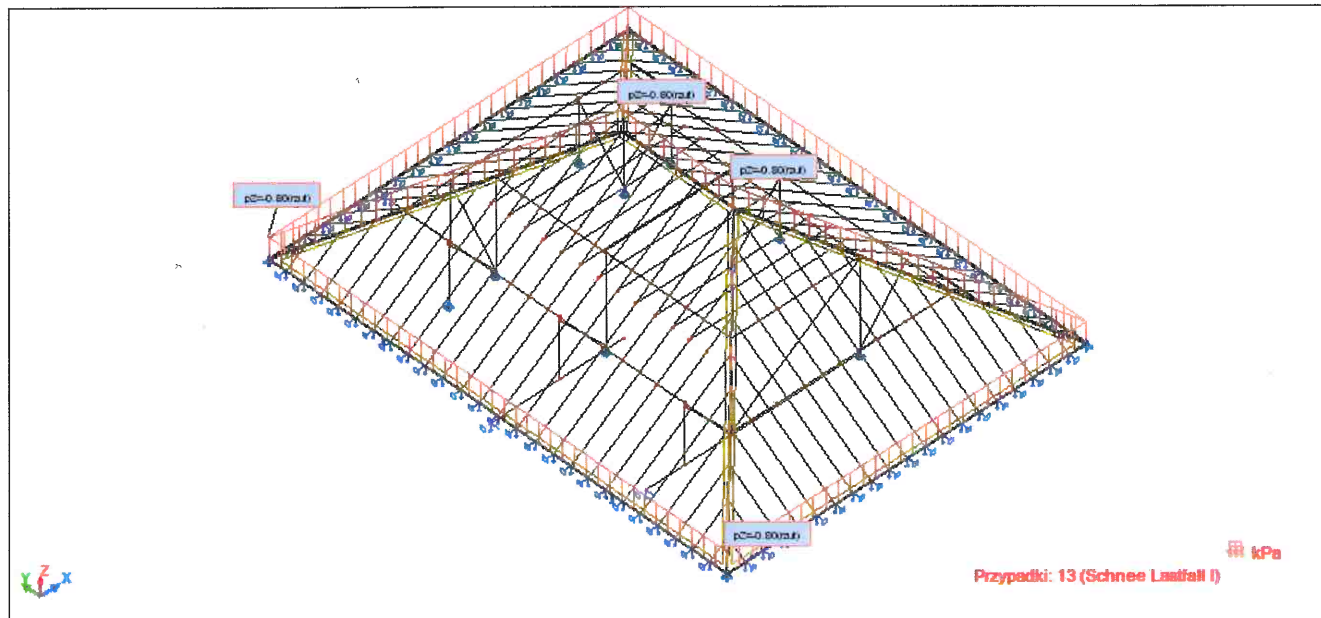 pZ=-0.80(rzut)
pZ=-0.80(rzut)
pZ=-0.80(rzut)
pZ=-0.80(rzut)
kPa
Przypadki: 13 (Schnee Lastfall I)
Z
Y
X